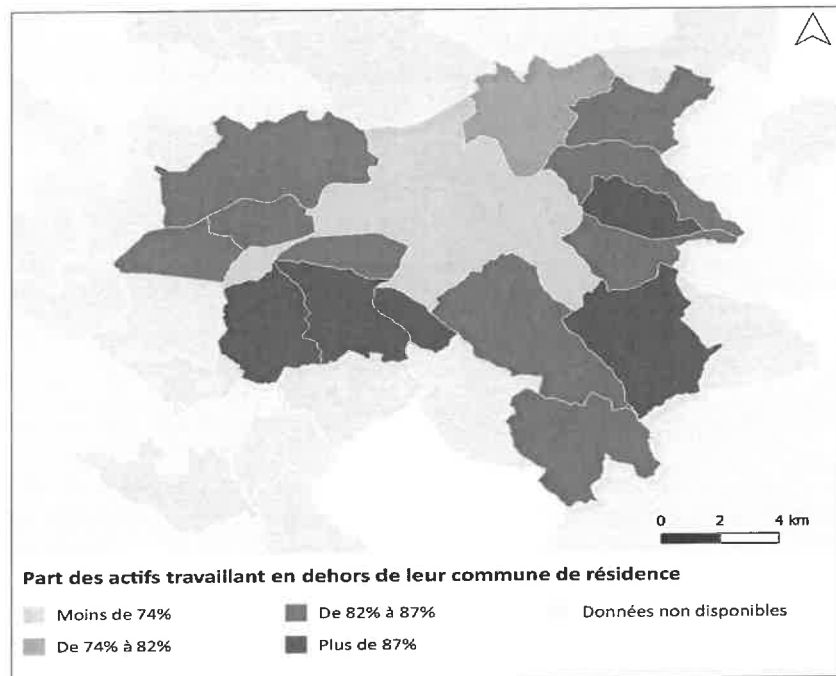 0 2 4 km
Part des actifs travaillant en dehors de leur commune de résidence
Moins de 74%
De 82% à 87%
Données non disponibles
De 74% à 82%
Plus de 87%